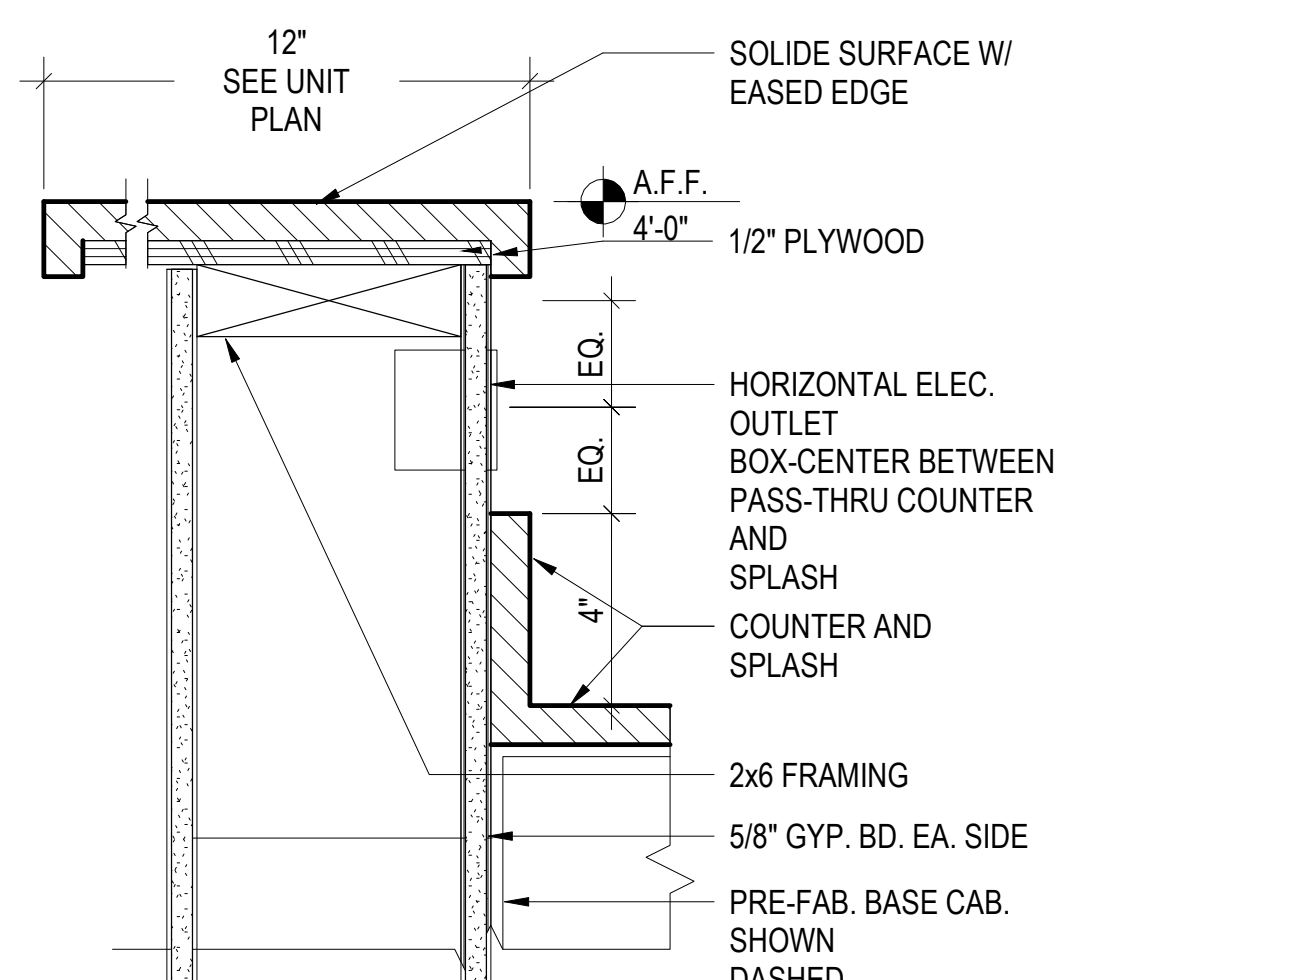 12"
SEE UNIT
PLAN
SOLIDE SURFACE W/
EASED EDGE
A.F.F.
4'-0"
1/2" PLYWOOD
EQ.
HORIZONTAL ELEC.
OUTLET
BOX-CENTER BETWEEN
PASS-THRU COUNTER
AND
SPLASH
EQ.
4"
COUNTER AND
SPLASH
2x6 FRAMING
5/8" GYP. BD. EA. SIDE
PRE-FAB. BASE CAB.
SHOWN
DASHED